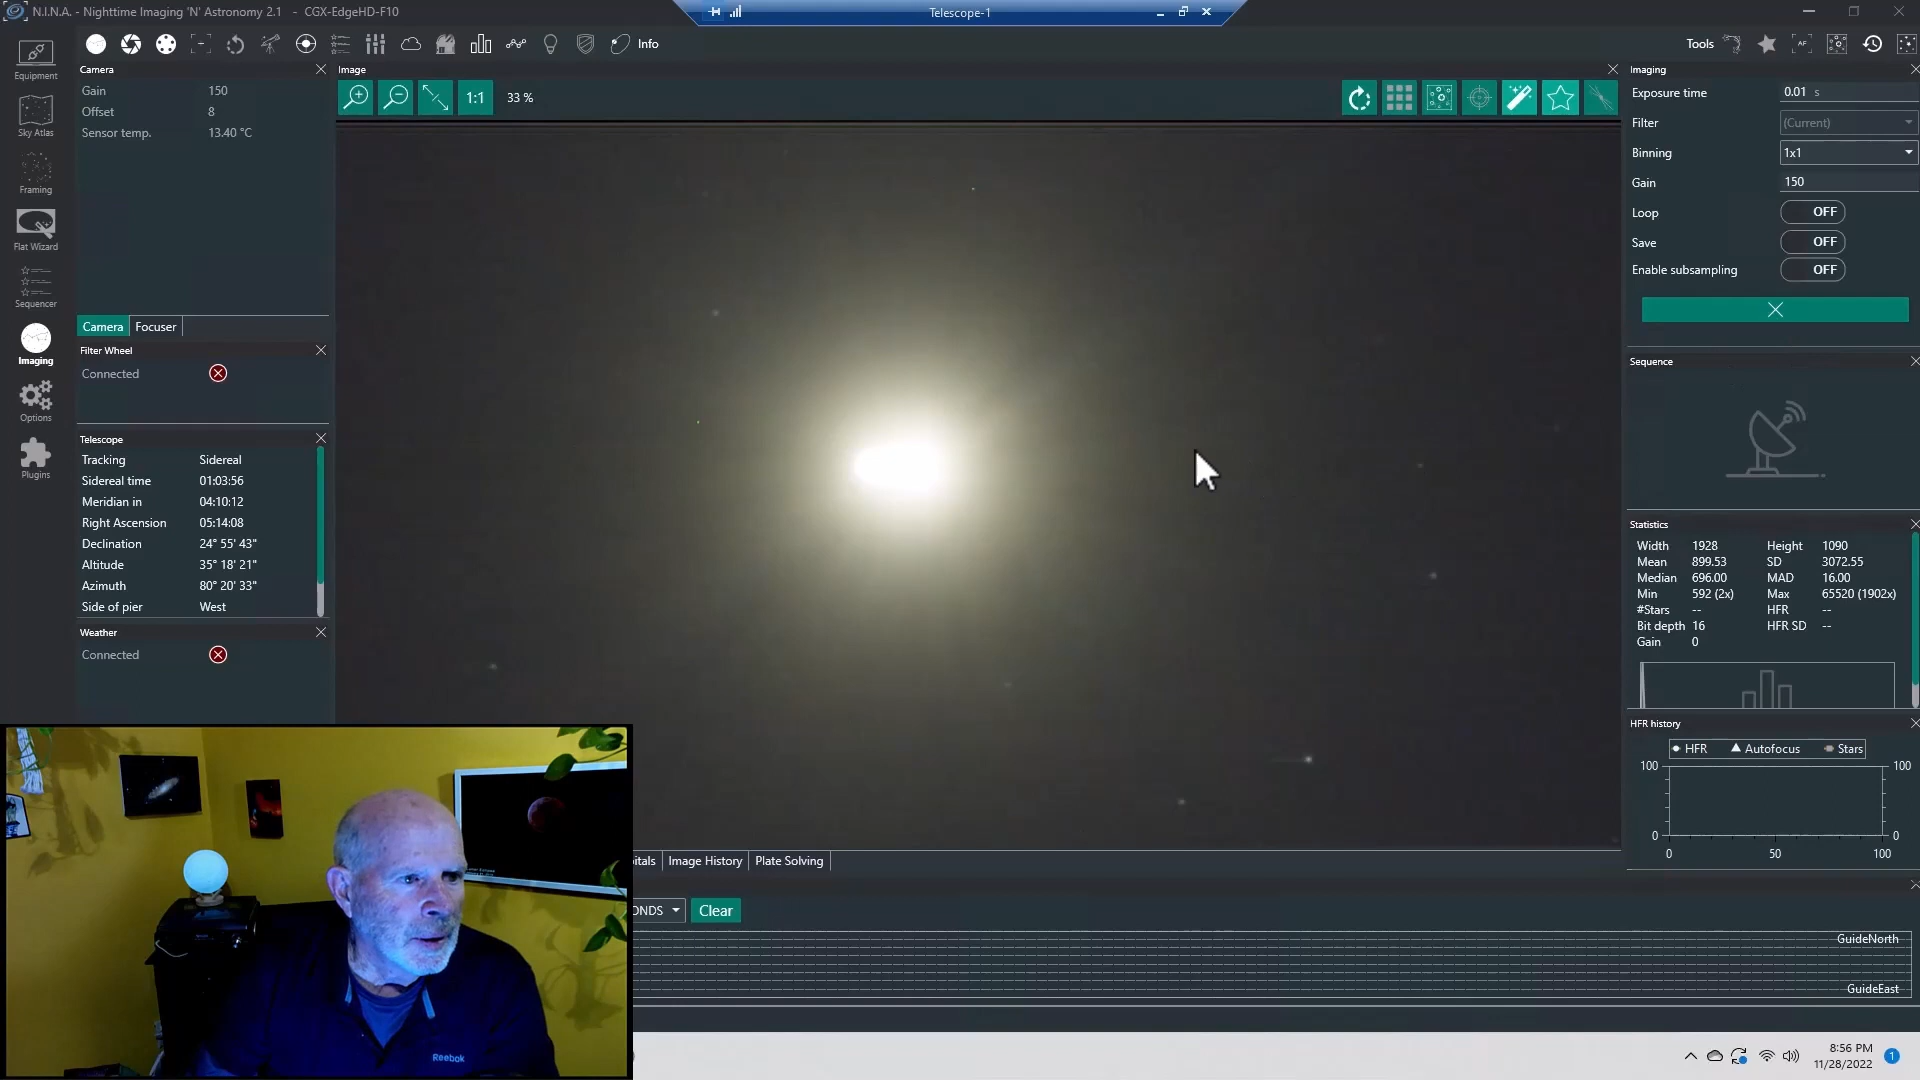 N.I.N.A. - Nighttime Imaging 'N' Astronomy 2.1 - CGX-EdgeHD-F10
Telescope-1
Info
Tools
AF
Equipment
Sky Atlas
Framing
Flat Wizard
Sequencer
Imaging
Options
Plugins
Camera
Gain 150
Offset 8
Sensor temp. 13.40 °C
Camera Focuser
Filter Wheel
Connected
Telescope
Tracking Sidereal
Sidereal time 01:03:56
Meridian in 04:10:12
Right Ascension 05:14:08
Declination 24° 55' 43"
Altitude 35° 18' 21"
Azimuth 80° 20' 33"
Side of pier West
Weather
Connected
Image
1:1 33 %
Imaging
Exposure time 0.01 s
Filter (Current)
Binning 1x1
Gain 150
Loop OFF
Save OFF
Enable subsampling OFF
Sequence
Statistics
Width 1928 Height 1090
Mean 899.53 SD 3072.55
Median 696.00 MAD 16.00
Min 592 (2x) Max 65520 (1902x)
#Stars -- HFR --
Bit depth 16 HFR SD --
Gain 0
HFR history
HFR Autofocus Stars
100 100
0 0
0 50 100
itals Image History Plate Solving
ONDS Clear
GuideNorth
GuideEast
Reebok
8:56 PM
11/28/2022
1